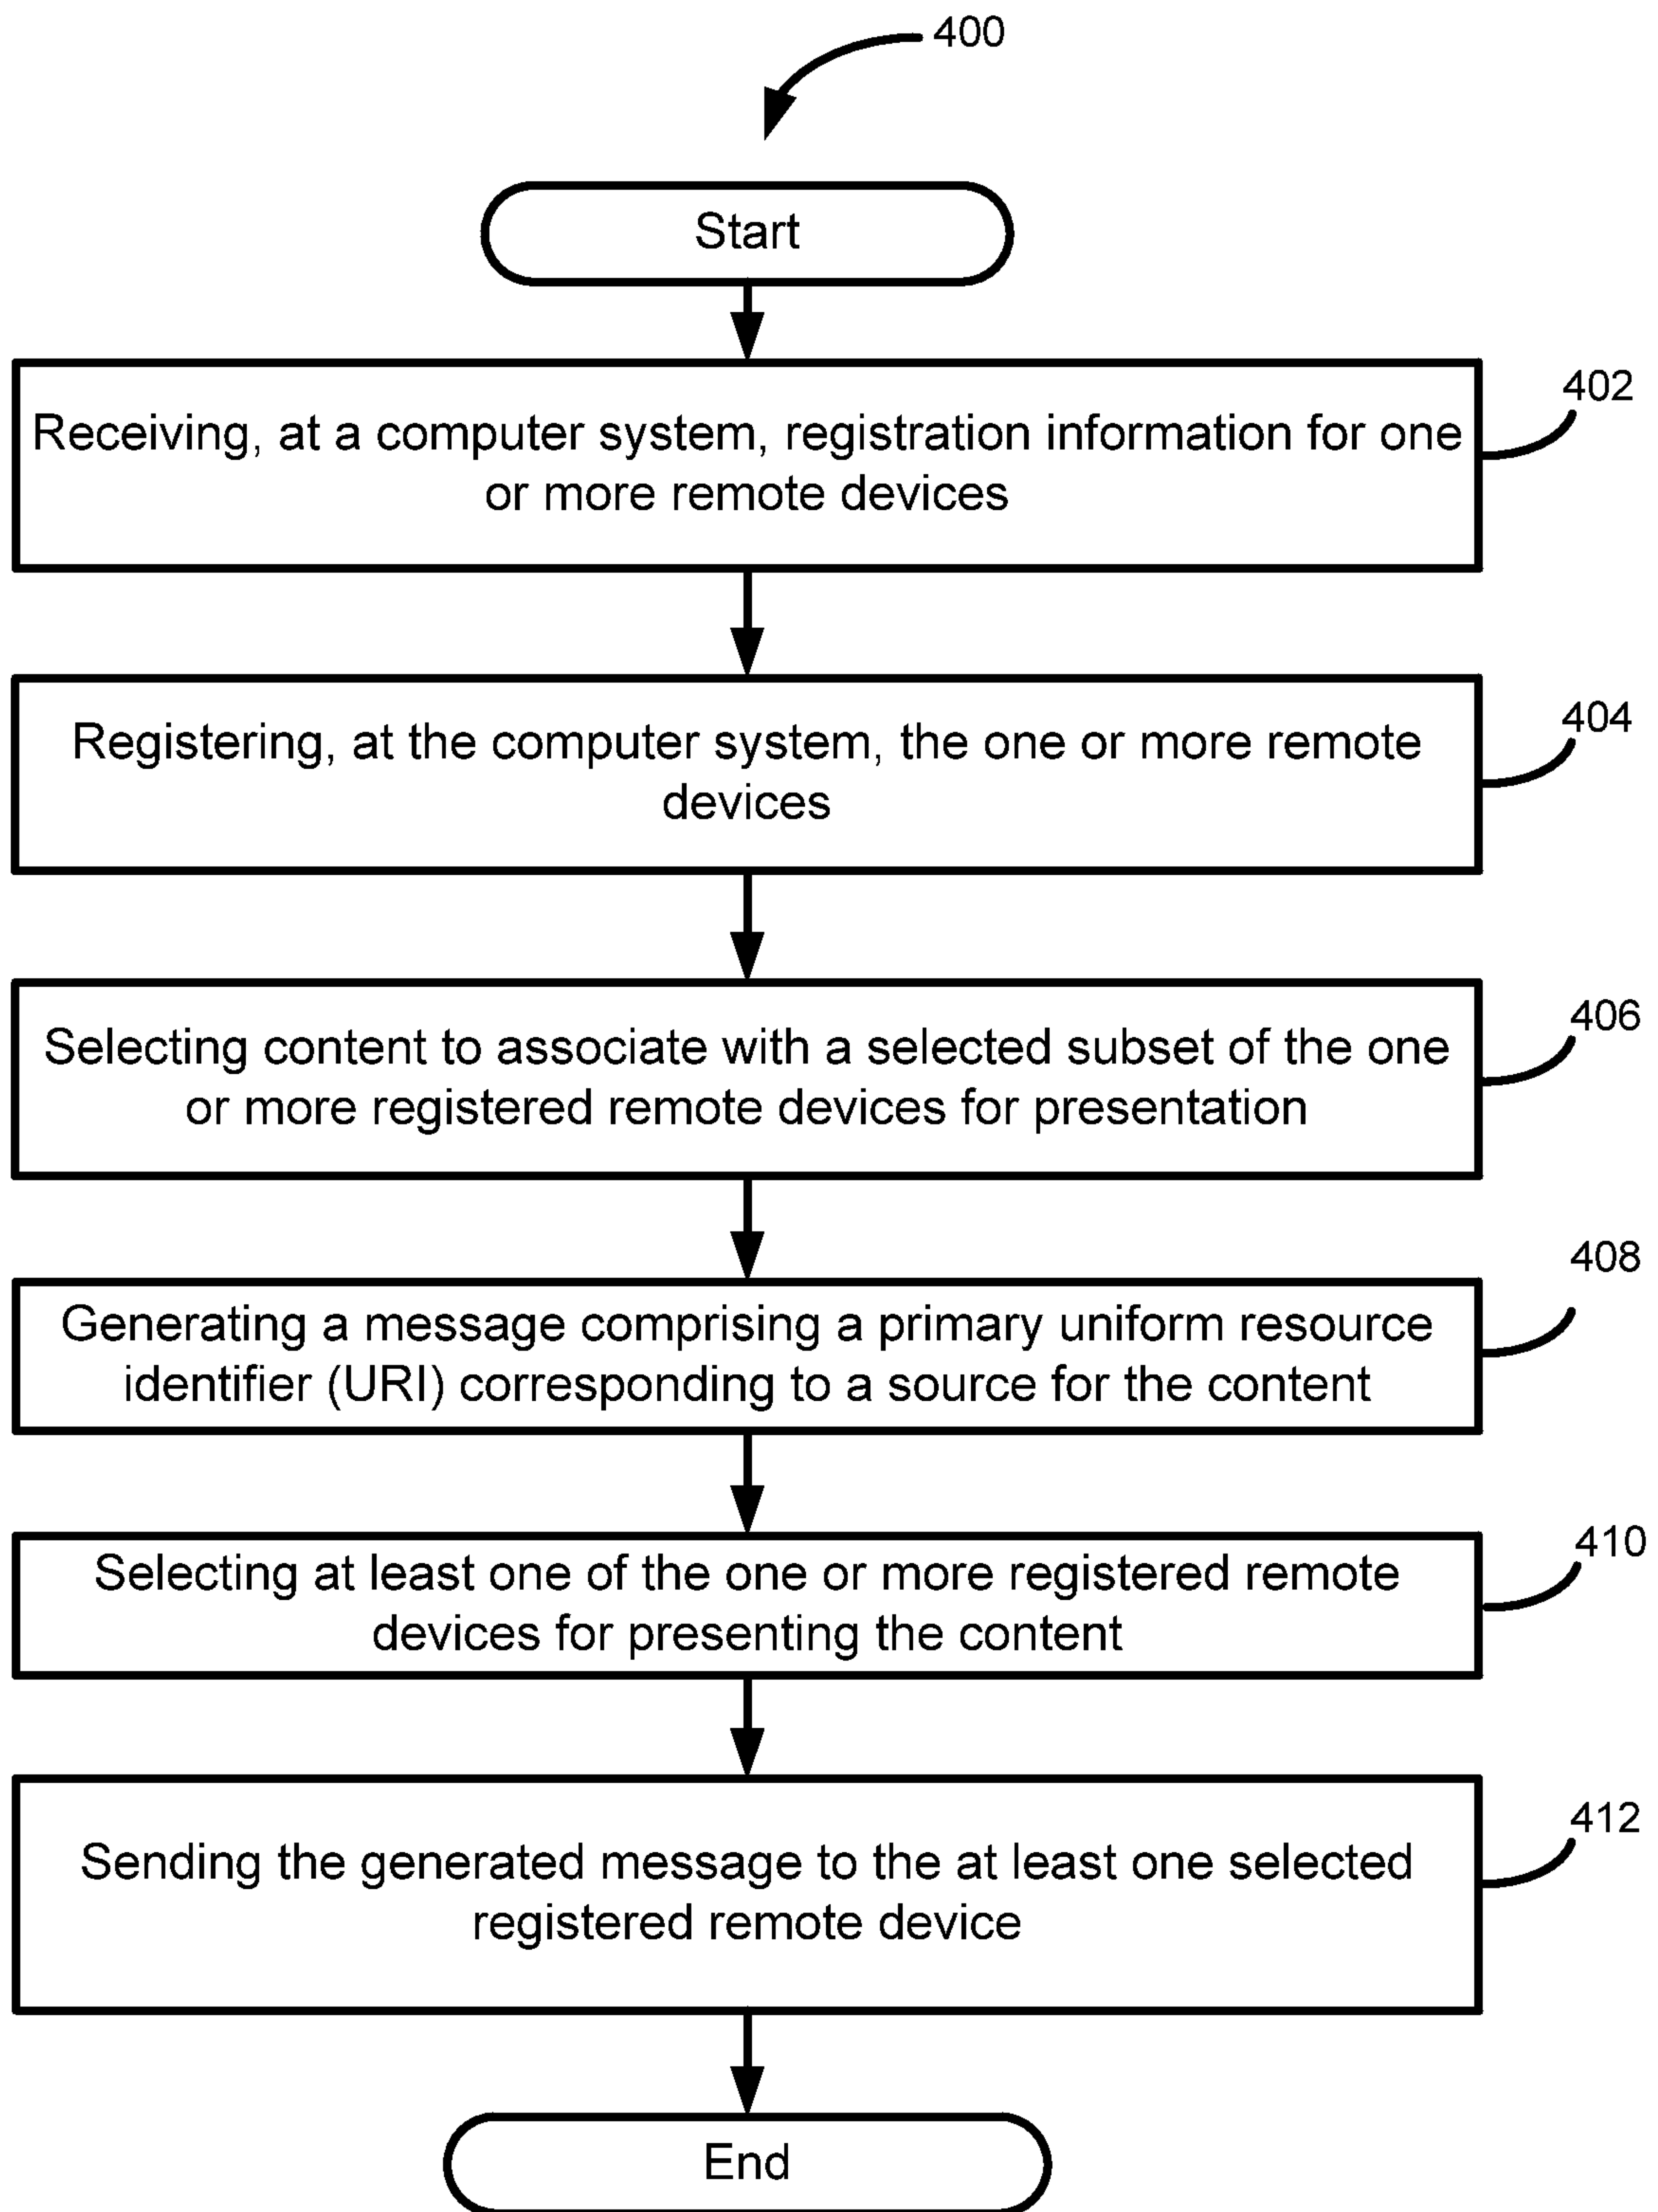 400
Start
402
Receiving, at a computer system, registration information for one
or more remote devices
404
Registering, at the computer system, the one or more remote
devices
406
Selecting content to associate with a selected subset of the one
or more registered remote devices for presentation
408
Generating a message comprising a primary uniform resource
identifier (URI) corresponding to a source for the content
410
Selecting at least one of the one or more registered remote
devices for presenting the content
412
Sending the generated message to the at least one selected
registered remote device
End